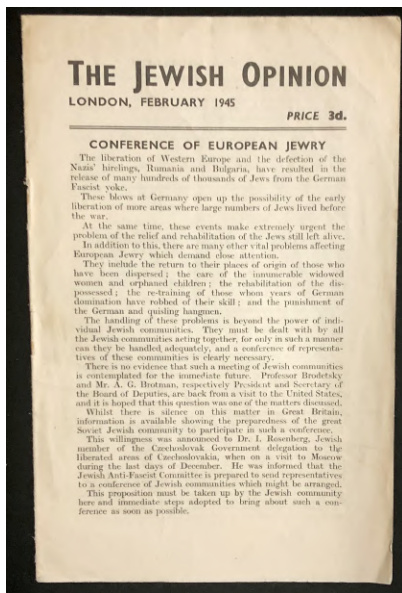 THE JEWISH OPINION
LONDON, FEBRUARY 1945
PRICE 3d.
CONFERENCE OF EUROPEAN JEWRY
The liberation of Western Europe and the defection of the
Nazis' hirelings, Rumania and Bulgaria, have resulted in the
release of many hundreds of thousands of Jews from the German
Fascist yoke.
These blows at Germany open up the possibility of the early
liberation of more areas where large numbers of Jews lived before
the war.
At the same time, these events make extremely urgent the
problem of the relief and rehabilitation of the Jews still left alive.
In addition to this, there are many other vital problems affecting
European Jewry which demand close attention.
They include the return to their places of origin of those who
have been dispersed; the care of the innumerable widowed
women and orphaned children; the rehabilitation of the dis-
possessed; the re-training of those whom years of German
domination have robbed of their skill; and the punishment of
the German and quisling hangmen.
The handling of these problems is beyond the power of indi-
vidual Jewish communities. They must be dealt with by all
the Jewish communities acting together, for only in such a manner
can they be handled adequately, and a conference of representa-
tives of these communities is clearly necessary.
There is no evidence that such a meeting of Jewish communities
is contemplated for the immediate future. Professor Brodetsky
and Mr. A. G. Brotman, respectively President and Secretary of
the Board of Deputies, are back from a visit to the United States,
and it is hoped that this question was one of the matters discussed.
Whilst there is silence on this matter in Great Britain,
information is available showing the preparedness of the great
Soviet Jewish community to participate in such a conference.
This willingness was announced to Dr. I. Rosenberg, Jewish
member of the Czechoslovak Government delegation to the
liberated areas of Czechoslovakia, when on a visit to Moscow
during the last days of December. He was informed that the
Jewish Anti-Fascist Committee is prepared to send representatives
to a conference of Jewish communities which might be arranged.
This proposition must be taken up by the Jewish community
here and immediate steps adopted to bring about such a con-
ference as soon as possible.